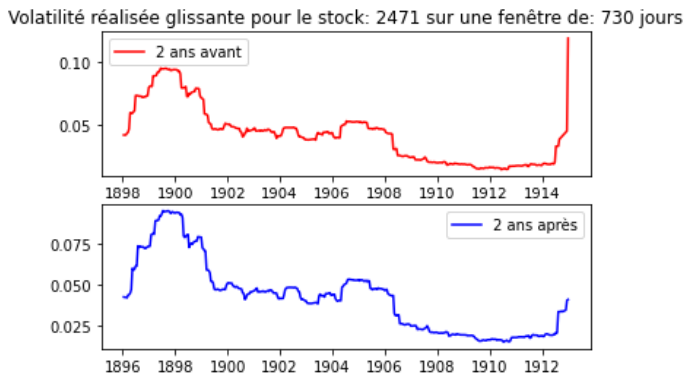 Volatilité réalisée glissante pour le stock: 2471 sur une fenêtre de: 730 jours
2 ans avant
0.10
0.05
1898 1900 1902 1904 1906 1908 1910 1912 1914
2 ans après
0.075
0.050
0.025
1896 1898 1900 1902 1904 1906 1908 1910 1912